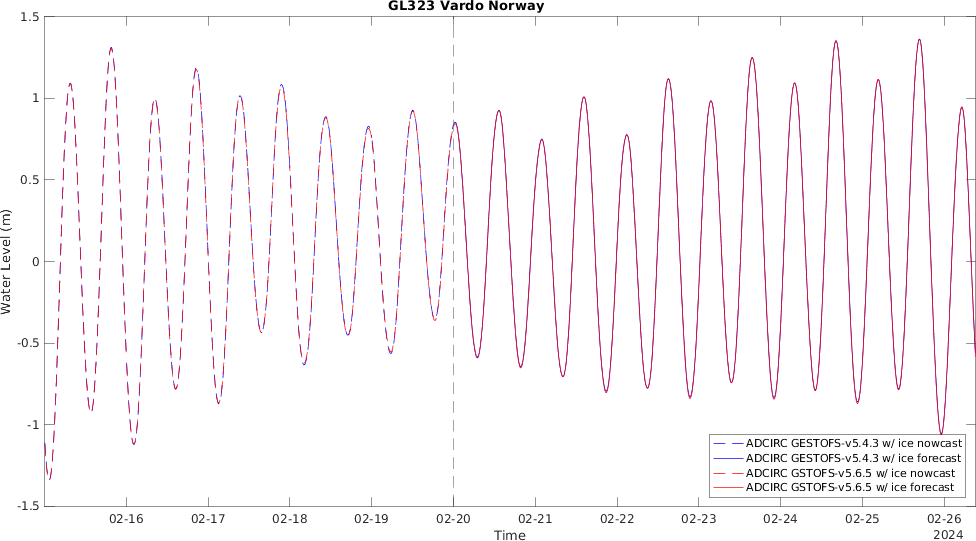 GL323 Vardo Norway
1.5
1
0.5
0
-0.5
-1
-1.5
Water Level (m)
ADCIRC GESTOFS-v5.4.3 w/ ice nowcast
ADCIRC GESTOFS-v5.4.3 w/ ice forecast
ADCIRC GSTOFS-v5.6.5 w/ ice nowcast
ADCIRC GSTOFS-v5.6.5 w/ ice forecast
02-16 02-17 02-18 02-19 02-20 02-21 02-22 02-23 02-24 02-25 02-26
Time
2024